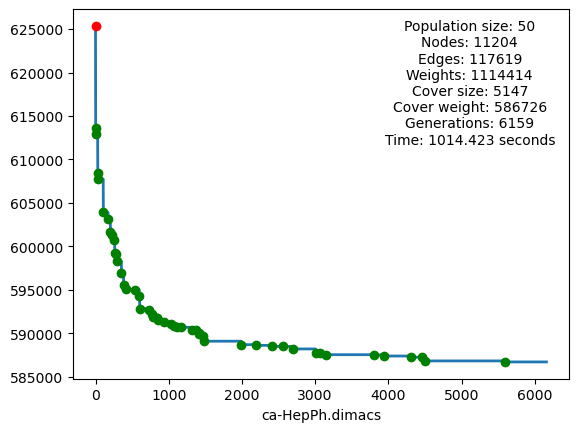 Population size: 50
Nodes: 11204
Edges: 117619
Weights: 1114414
Cover size: 5147
Cover weight: 586726
Generations: 6159
Time: 1014.423 seconds
625000
620000
615000
610000
605000
600000
595000
590000
585000
0 1000 2000 3000 4000 5000 6000
ca-HepPh.dimacs